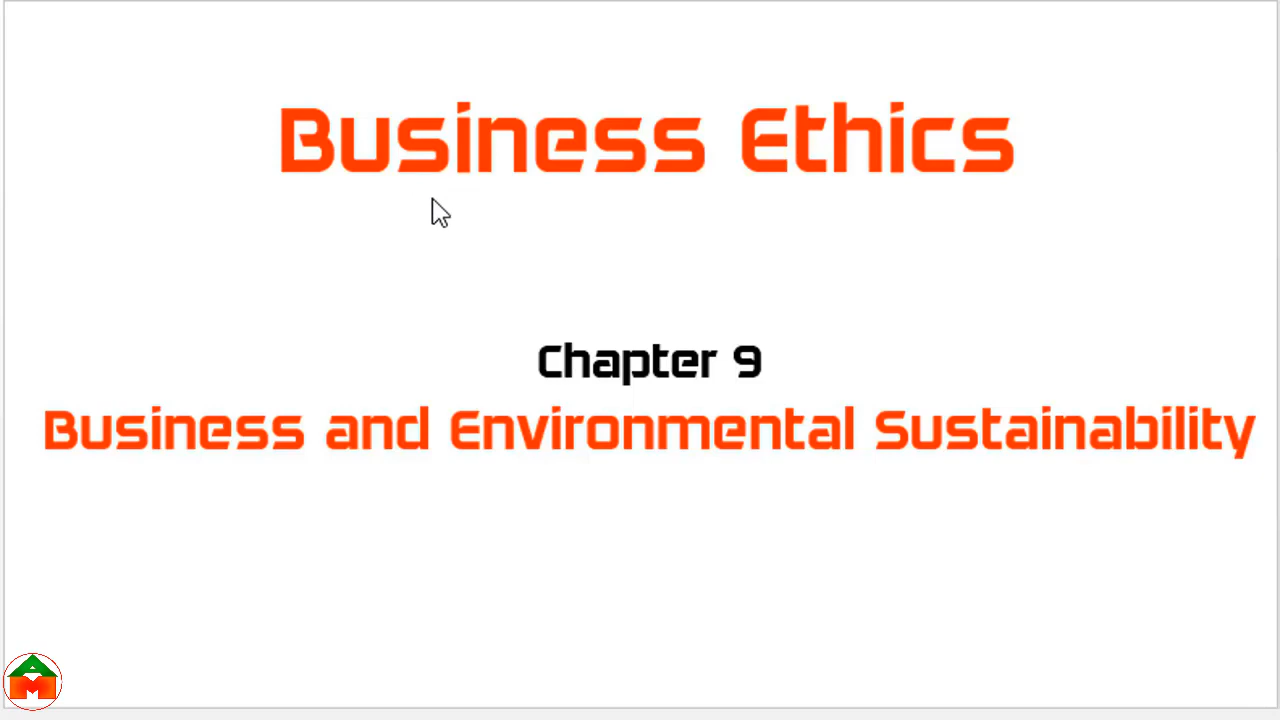 Business Ethics
Chapter 9
Business and Environmental Sustainability